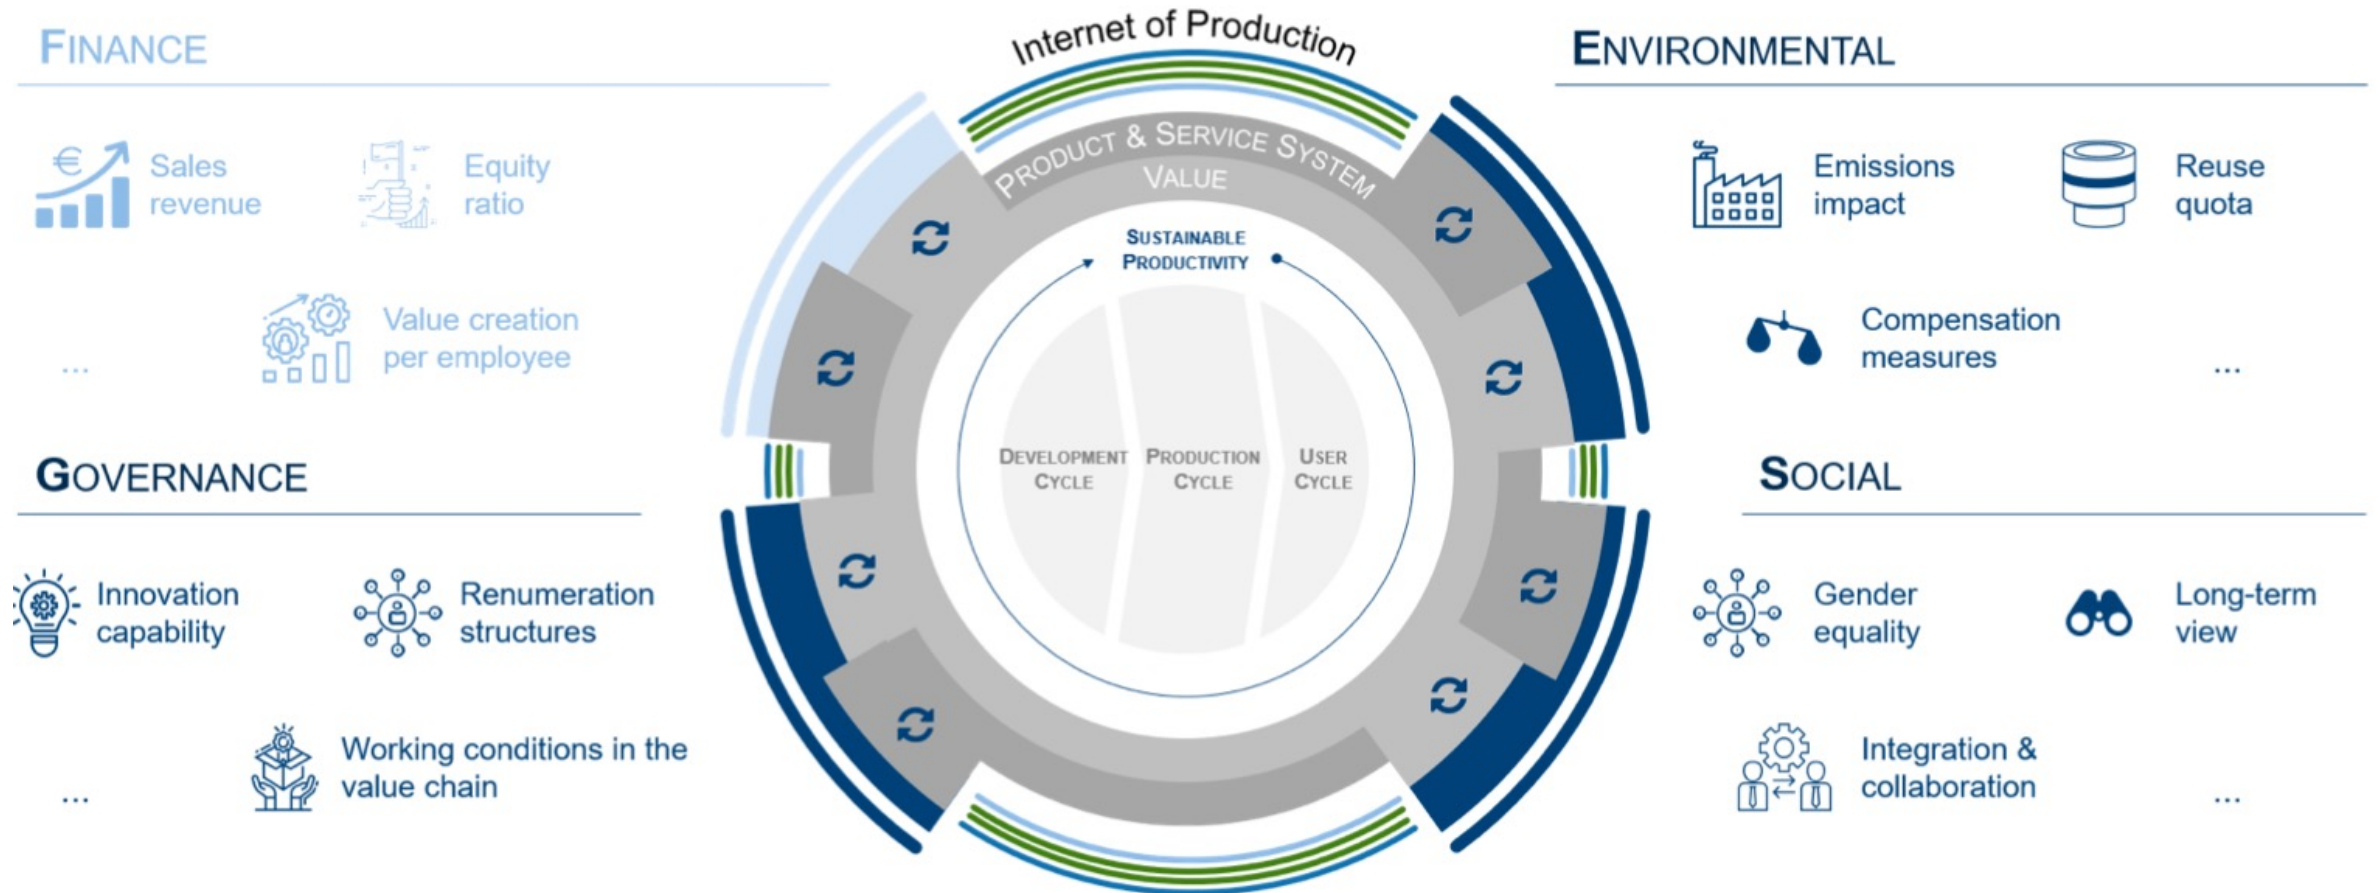 FINANCE
€
Sales
revenue
Equity
ratio
...
Value creation
per employee
GOVERNANCE
Innovation
capability
Renumeration
structures
...
Working conditions in the
value chain
Internet of Production
PRODUCT & SERVICE SYSTEM
VALUE
SUSTAINABLE
PRODUCTIVITY
DEVELOPMENT
CYCLE
PRODUCTION
CYCLE
USER
CYCLE
ENVIRONMENTAL
Emissions
impact
Reuse
quota
Compensation
measures
...
SOCIAL
Gender
equality
Long-term
view
Integration &
collaboration
...